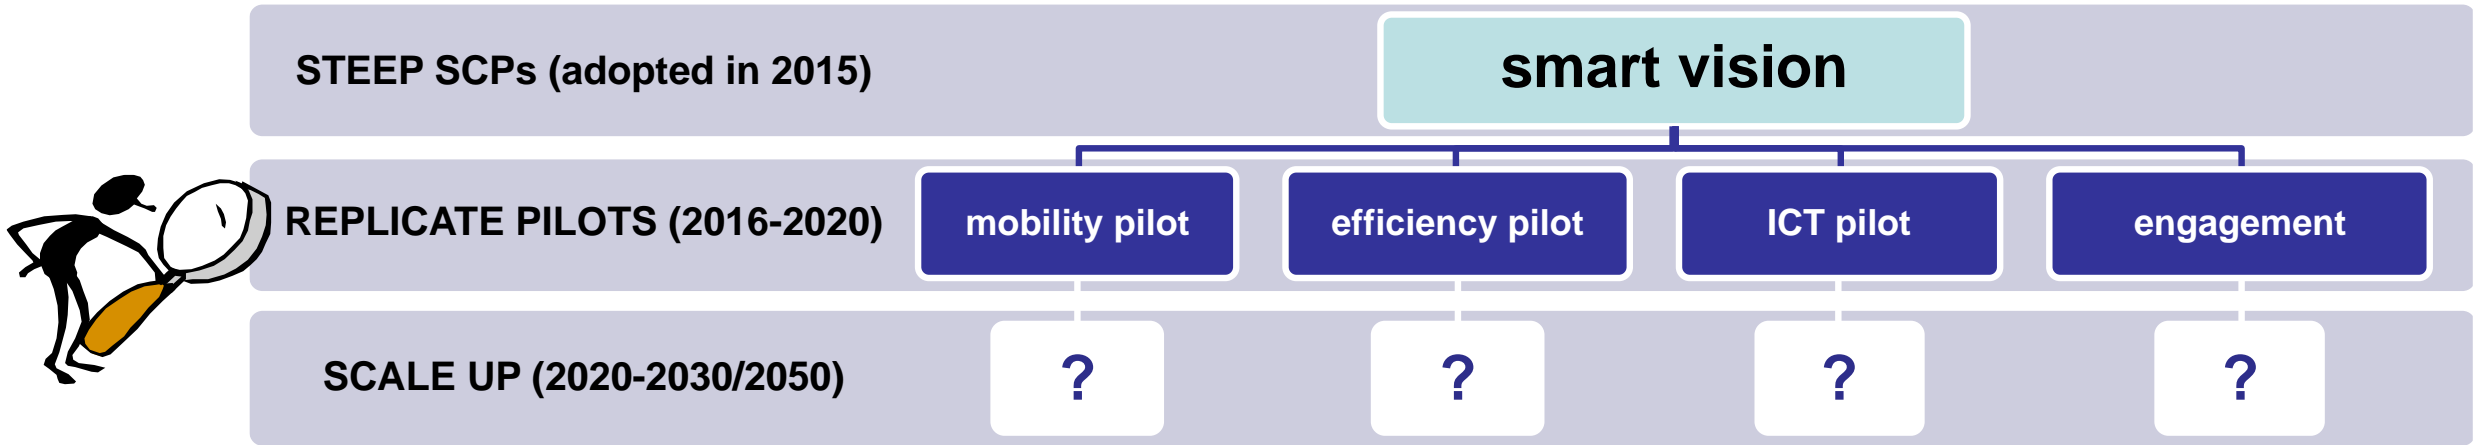 STEEP SCPs (adopted in 2015)
smart vision
REPLICATE PILOTS (2016-2020)
mobility pilot
efficiency pilot
ICT pilot
engagement
SCALE UP (2020-2030/2050)
?
?
?
?